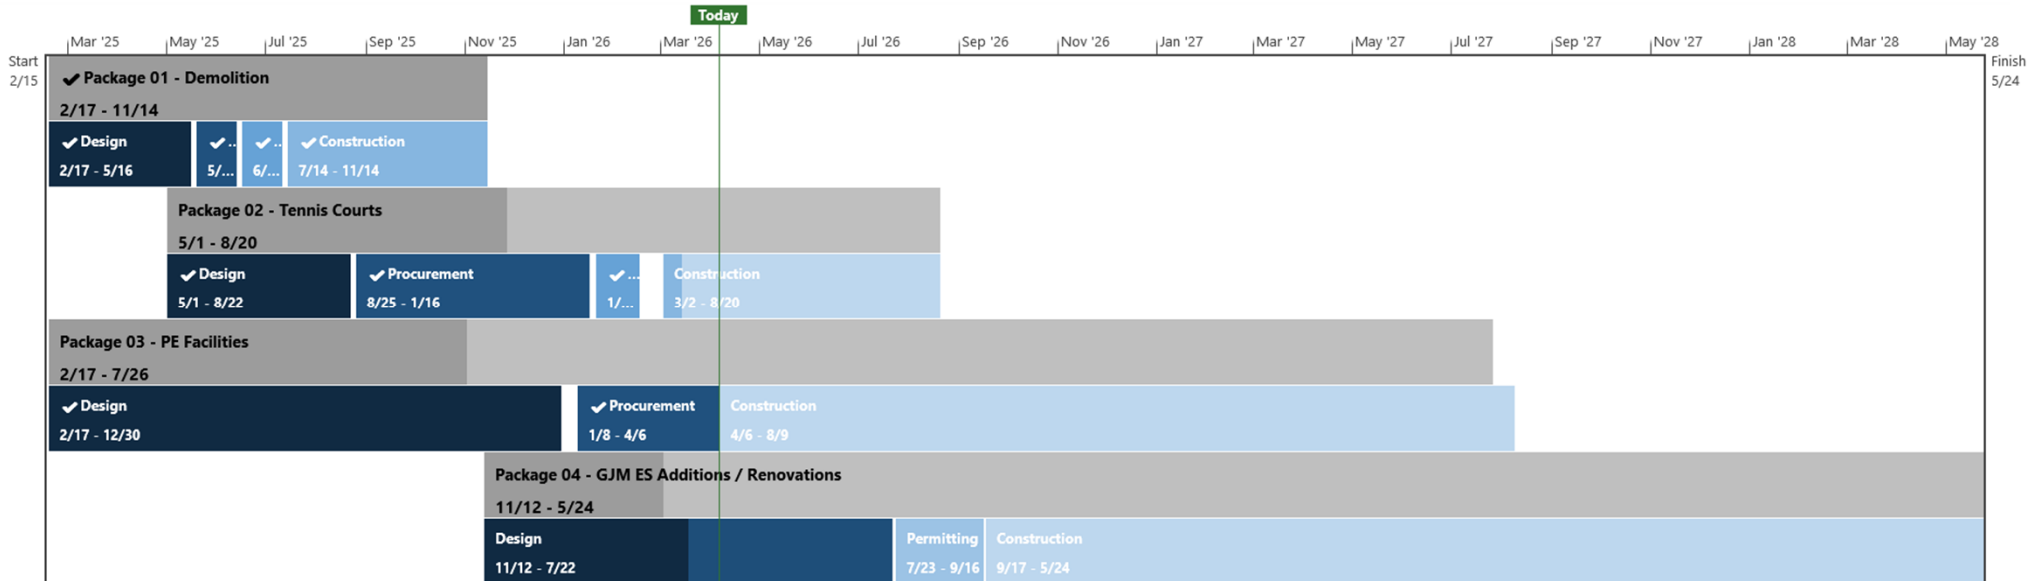 Today
Mar '25 May '25 Jul '25 Sep '25 Nov '25 Jan '26 Mar '26 May '26 Jul '26 Sep '26 Nov '26 Jan '27 Mar '27 May '27 Jul '27 Sep '27 Nov '27 Jan '28 Mar '28 May '28
Start
2/15
Finish
5/24
✔ Package 01 - Demolition
2/17 - 11/14
✔ Design
2/17 - 5/16
✔ ..
5/...
✔ ..
6/...
✔ Construction
7/14 - 11/14
Package 02 - Tennis Courts
5/1 - 8/20
✔ Design
5/1 - 8/22
✔ Procurement
8/25 - 1/16
✔ ...
1/...
Construction
3/2 - 8/20
Package 03 - PE Facilities
2/17 - 7/26
✔ Design
2/17 - 12/30
✔ Procurement
1/8 - 4/6
Construction
4/6 - 8/9
Package 04 - GJM ES Additions / Renovations
11/12 - 5/24
Design
11/12 - 7/22
Permitting
7/23 - 9/16
Construction
9/17 - 5/24